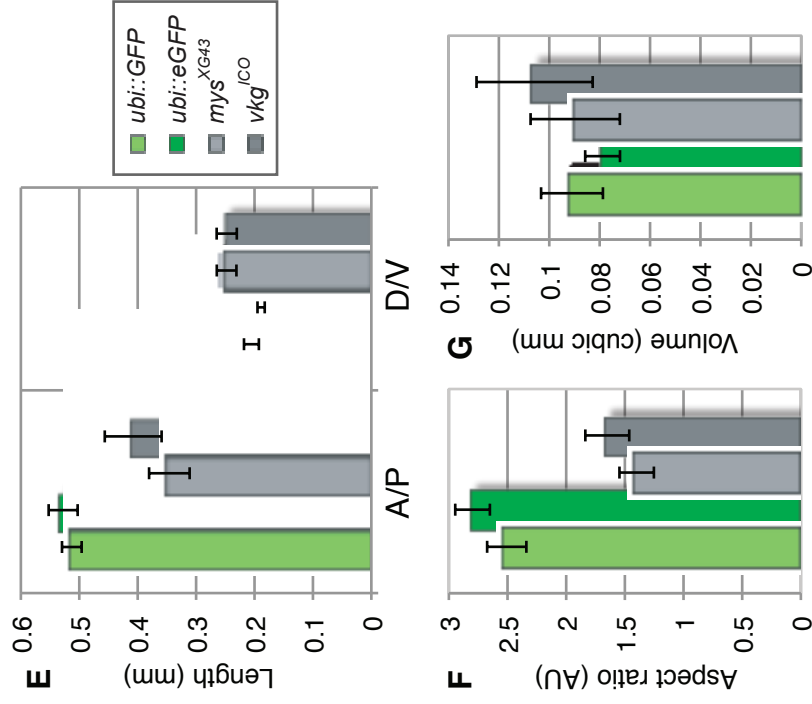 E
Length (mm)
0.6
0.5
0.4
0.3
0.2
0.1
0
A/P
D/V
ubi::GFP
ubi::eGFP
mys^XG43
vkg^ICO
F
Aspect ratio (AU)
3
2.5
2
1.5
1
0.5
0
G
Volume (cubic mm)
0.14
0.12
0.1
0.08
0.06
0.04
0.02
0